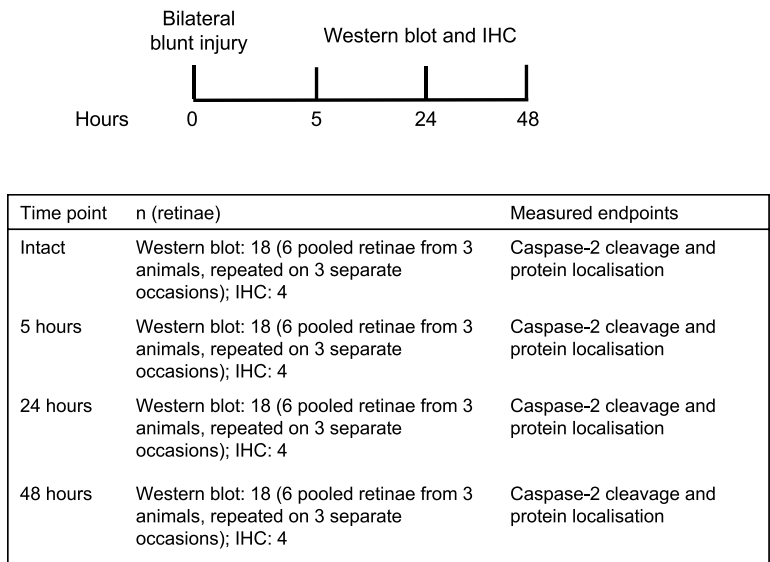 Bilateral
blunt injury
Western blot and IHC
Hours 0 5 24 48
Time point n (retinae) Measured endpoints
Intact Western blot: 18 (6 pooled retinae from 3 Caspase-2 cleavage and
animals, repeated on 3 separate protein localisation
occasions); IHC: 4
5 hours Western blot: 18 (6 pooled retinae from 3 Caspase-2 cleavage and
animals, repeated on 3 separate protein localisation
occasions); IHC: 4
24 hours Western blot: 18 (6 pooled retinae from 3 Caspase-2 cleavage and
animals, repeated on 3 separate protein localisation
occasions); IHC: 4
48 hours Western blot: 18 (6 pooled retinae from 3 Caspase-2 cleavage and
animals, repeated on 3 separate protein localisation
occasions); IHC: 4